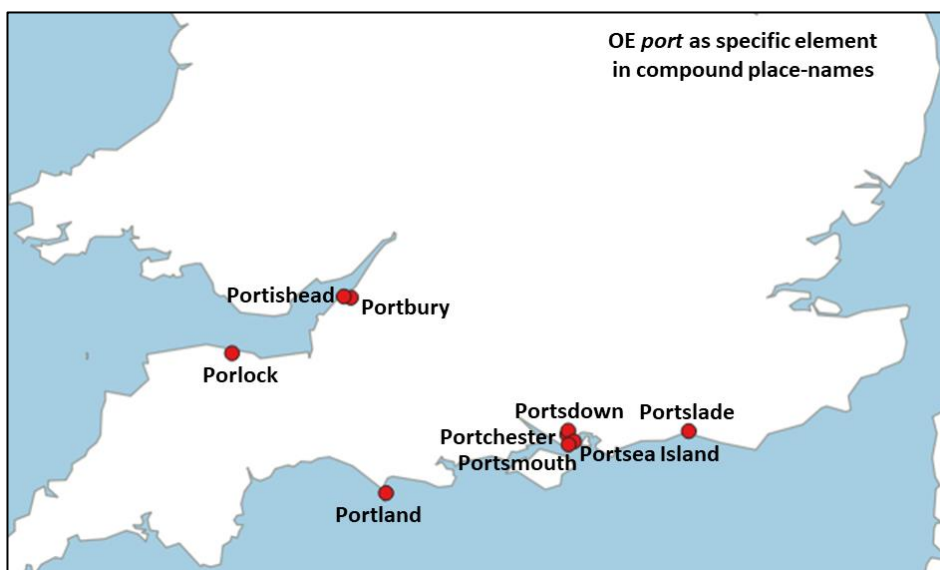 OE port as specific element
in compound place-names
Portishead
Portbury
Porlock
Portsdown
Portslade
Portchester
Portsea Island
Portsmouth
Portland